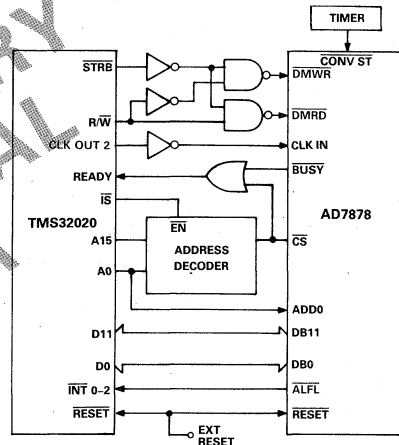 TIMER
CONV ST
STRB
DMWR
R/W
DMRD
CLK OUT 2
CLK IN
READY
BUSY
IS
TMS32020
EN
AD7878
ADDRESS
DECODER
A15
CS
A0
ADD0
D11
DB11
D0
DB0
INT 0–2
ALFL
RESET
RESET
EXT
RESET